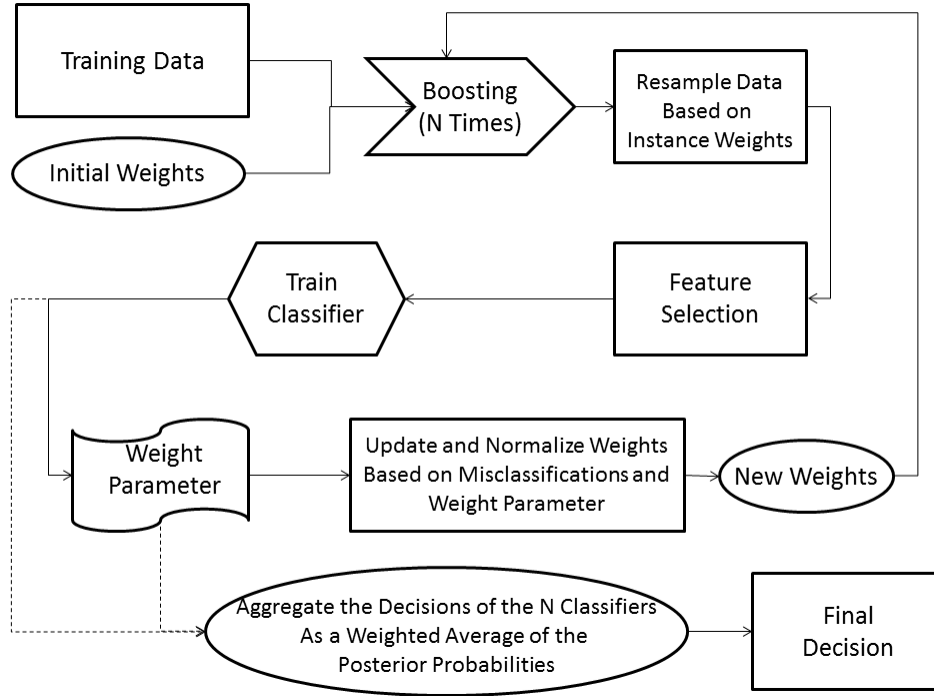 Training Data
Initial Weights
Boosting
(N Times)
Resample Data
Based on
Instance Weights
Train
Classifier
Feature
Selection
Weight
Parameter
Update and Normalize Weights
Based on Misclassifications and
Weight Parameter
New Weights
Aggregate the Decisions of the N Classifiers
As a Weighted Average of the
Posterior Probabilities
Final
Decision